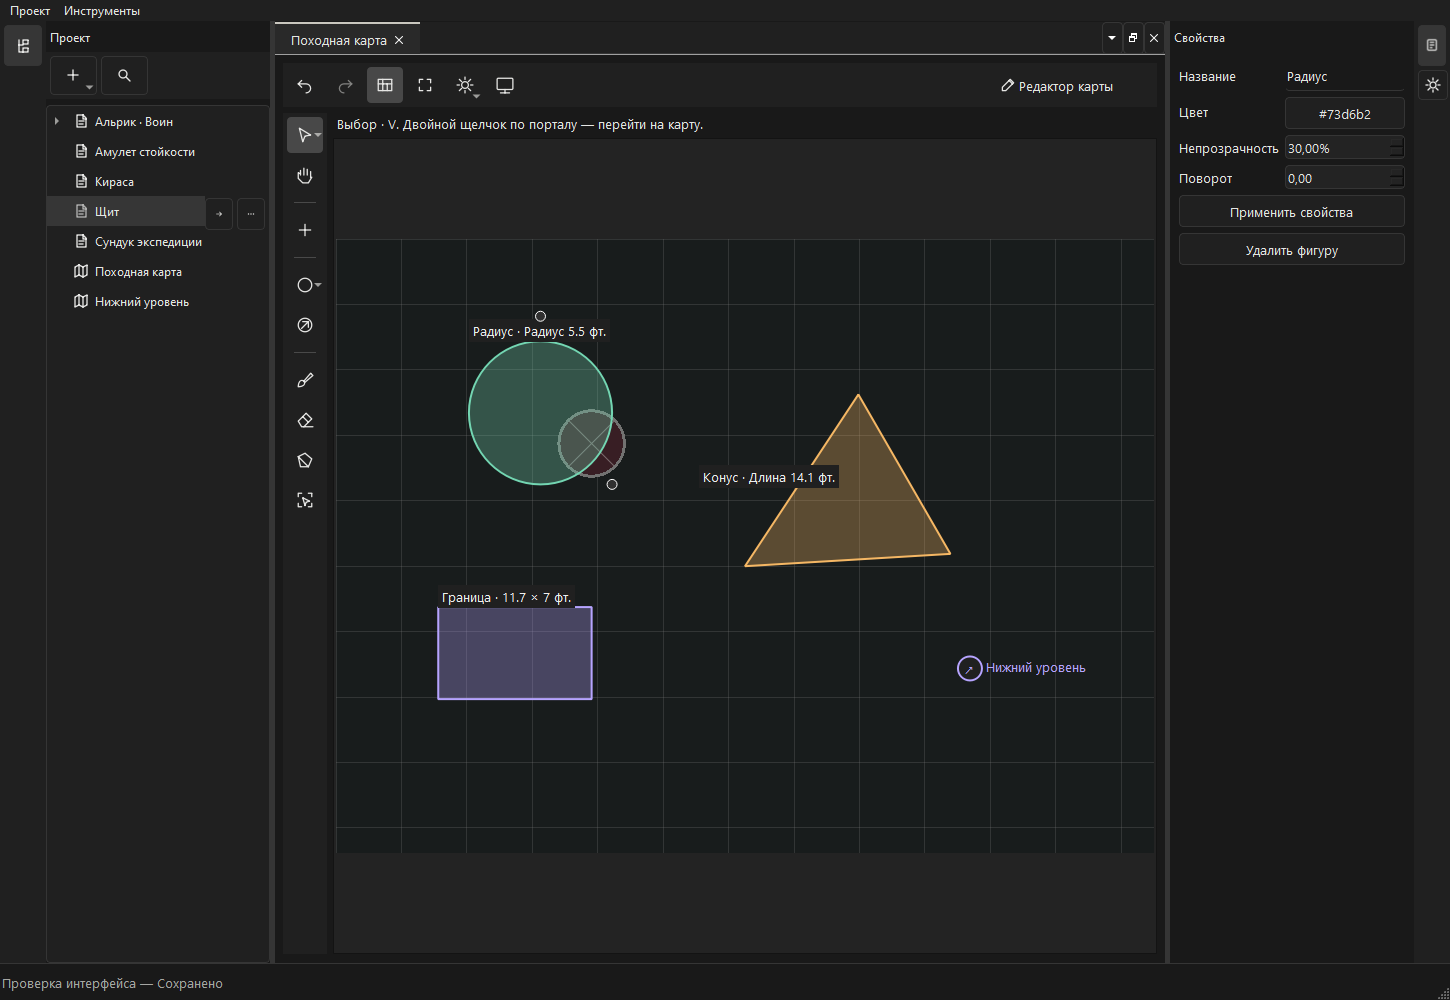 Проект Инструменты
Проект
Альрик · Воин
Амулет стойкости
Кираса
Щит
Сундук экспедиции
Походная карта
Нижний уровень
Походная карта
Редактор карты
Выбор · V. Двойной щелчок по порталу — перейти на карту.
Радиус · Радиус 5.5 фт.
Конус · Длина 14.1 фт.
Граница · 11.7 × 7 фт.
Нижний уровень
Свойства
Название Радиус
Цвет #73d6b2
Непрозрачность 30,00%
Поворот 0,00
Применить свойства
Удалить фигуру
Проверка интерфейса — Сохранено